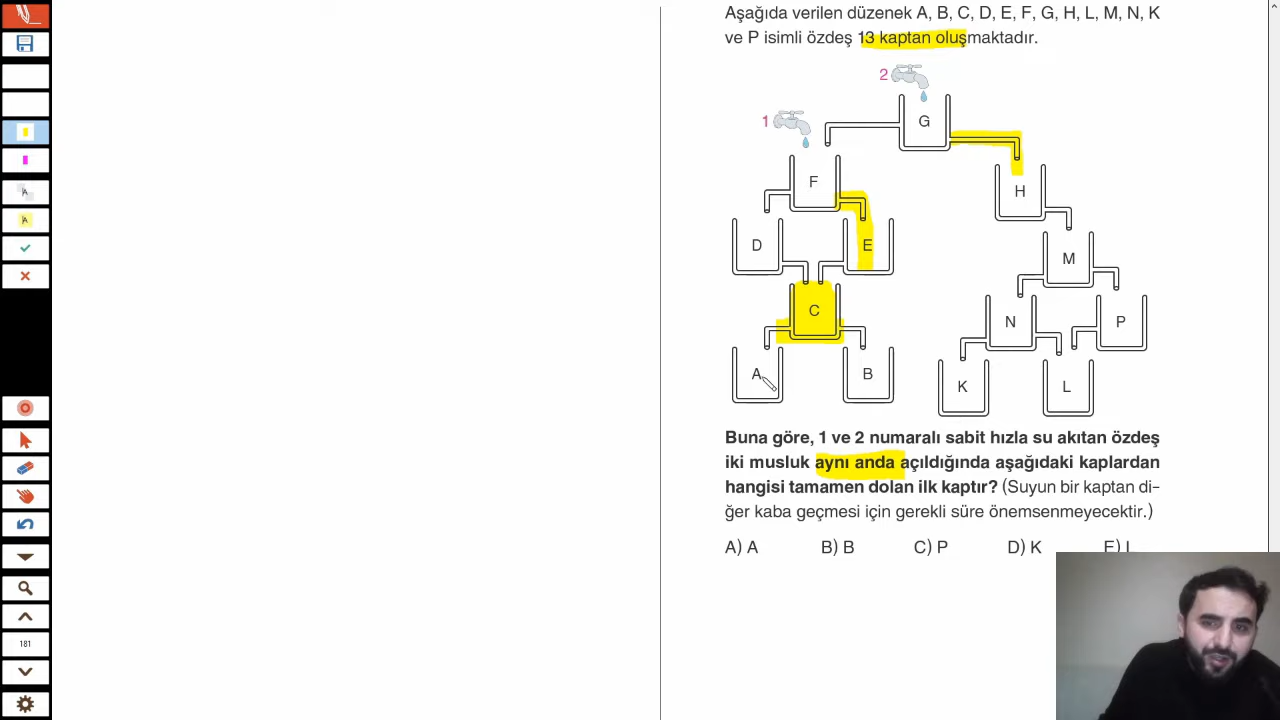 Aşağıda verilen düzenek A, B, C, D, E, F, G, H, L, M, N, K
ve P isimli özdeş 13 kaptan oluşmaktadır.
2
1
G
F
H
D
E
M
C
N
P
A
B
K
L
Buna göre, 1 ve 2 numaralı sabit hızla su akıtan özdeş
iki musluk aynı anda açıldığında aşağıdaki kaplardan
hangisi tamamen dolan ilk kaptır? (Suyun bir kaptan di–
ğer kaba geçmesi için gerekli süre önemsenmeyecektir.)
A) A B) B C) P D) K E)
A
A
181